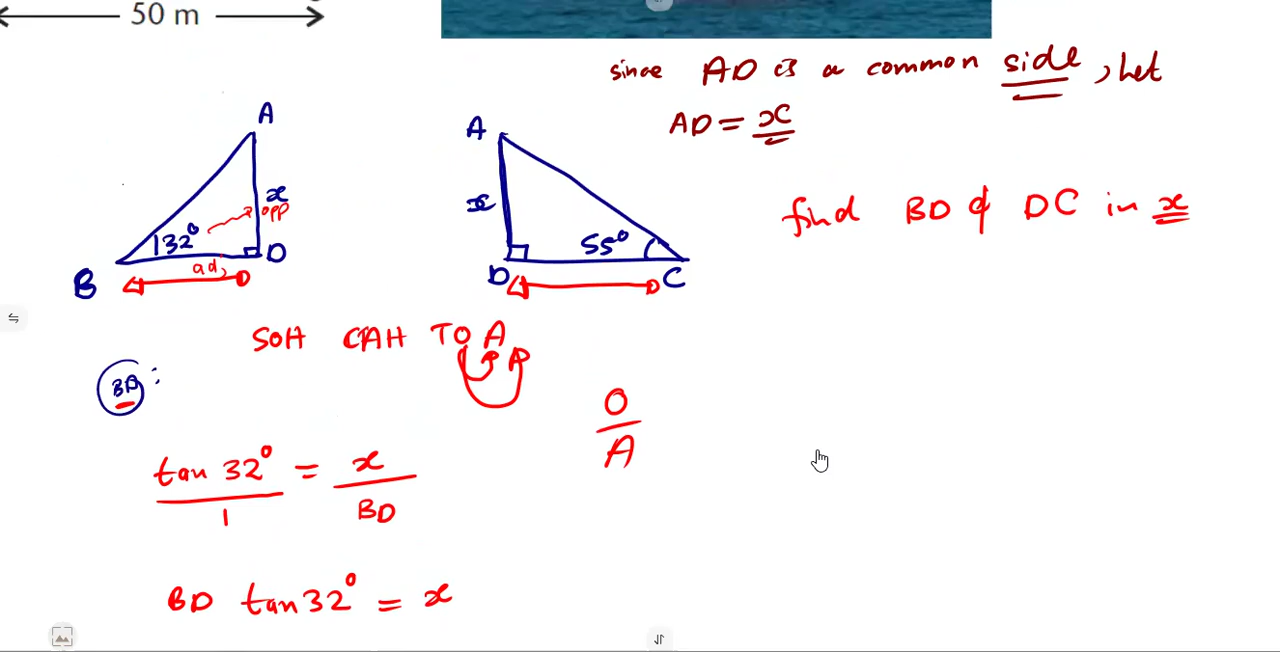 50 m
since AD is a common side, Let
AD = x
A
x
opp
132°
adj
B
D
A
x
55°
D
C
find BD & DC in x
SOH CAH TOA
BD:
O
A
tan 32° = x
1
BD
BD tan 32° = x